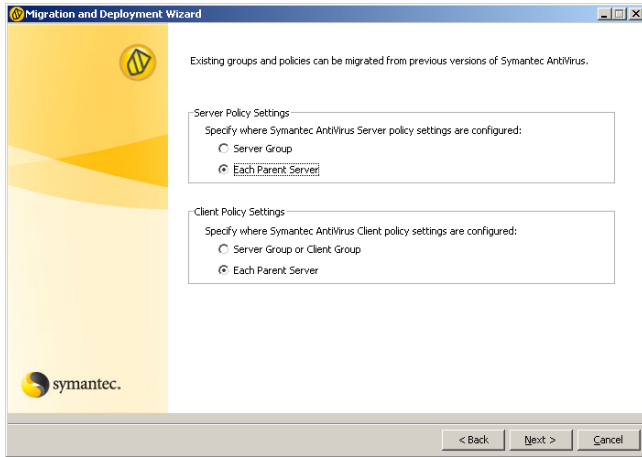 Migration and Deployment Wizard
Existing groups and policies can be migrated from previous versions of Symantec AntiVirus.
Server Policy Settings
Specify where Symantec AntiVirus Server policy settings are configured:
Server Group
Each Parent Server
Client Policy Settings
Specify where Symantec AntiVirus Client policy settings are configured:
Server Group or Client Group
Each Parent Server
symantec.
< Back
Next >
Cancel